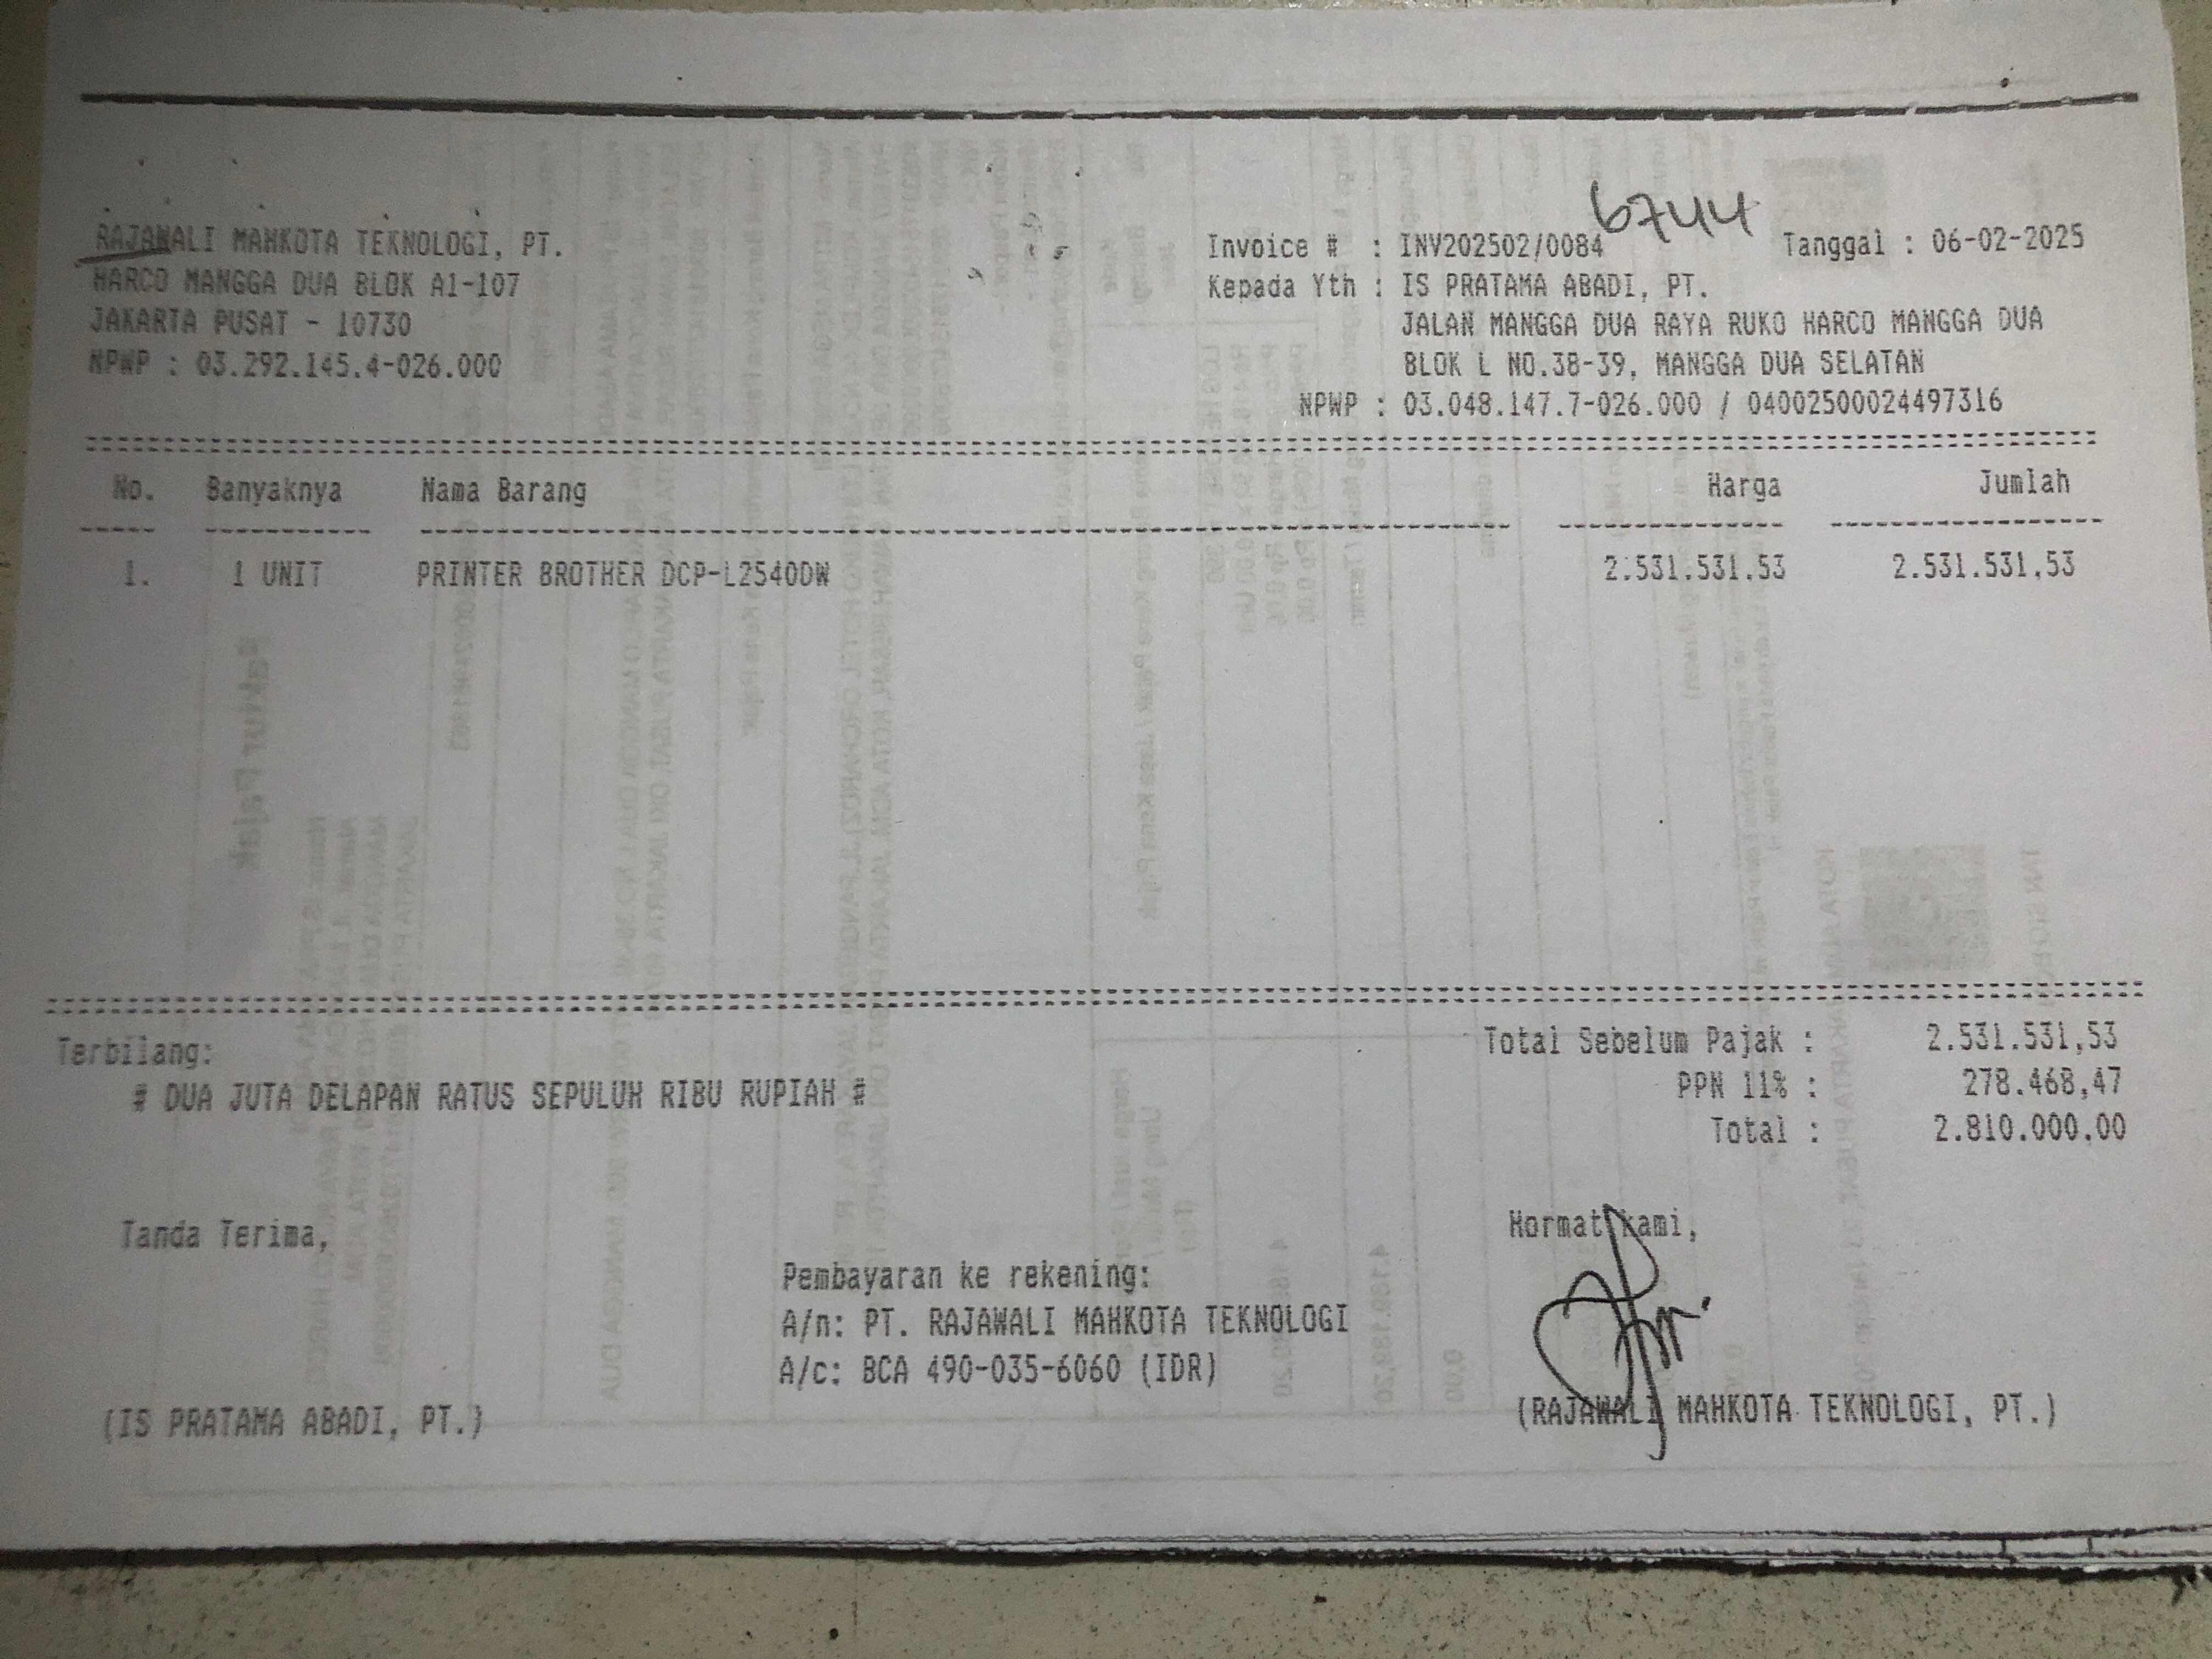 6744
RAJAWALI MAHKOTA TEKNOLOGI, PT.
HARCO MANGGA DUA BLOK A1-107
JAKARTA PUSAT - 10730
NPWP : 03.292.145.4-026.000
Invoice # : INV202502/0084 Tanggal : 06-02-2025
Kepada Yth : IS PRATAMA ABADI, PT.
JALAN MANGGA DUA RAYA RUKO HARCO MANGGA DUA
BLOK L NO.38-39, MANGGA DUA SELATAN
NPWP : 03.048.147.7-026.000 / 04002500024497316
No. Banyaknya Nama Barang Harga Jumlah
1. 1 UNIT PRINTER BROTHER DCP-L2540DW 2.531.531,53 2.531.531,53
Terbilang:
# DUA JUTA DELAPAN RATUS SEPULUH RIBU RUPIAH #
Total Sebelum Pajak : 2.531.531,53
PPN 11% : 278.468,47
Total : 2.810.000,00
Tanda Terima,
Hormat kami,
Pembayaran ke rekening:
A/n: PT. RAJAWALI MAHKOTA TEKNOLOGI
A/c: BCA 490-035-6060 (IDR)
(IS PRATAMA ABADI, PT.)
(RAJAWALI MAHKOTA TEKNOLOGI, PT.)